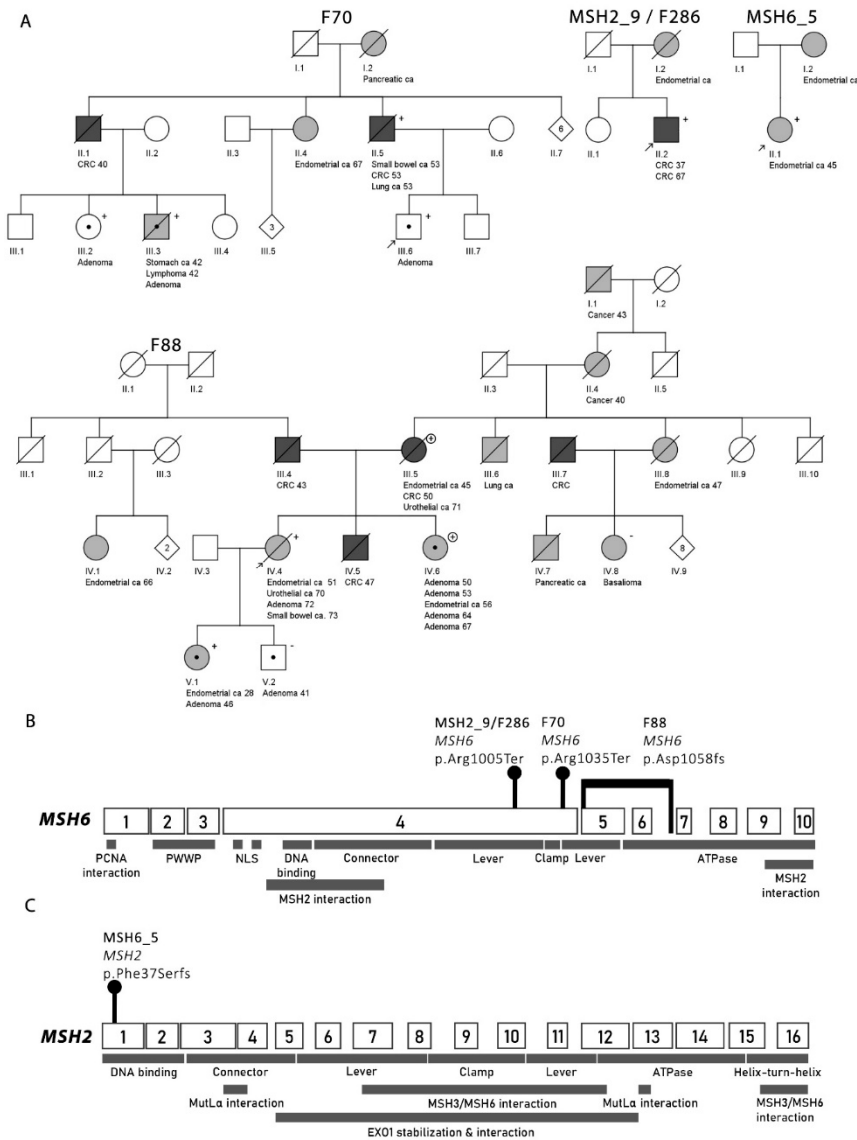 A
F70
MSH2_9 / F286
MSH6_5
I.1
I.2
Pancreatic ca
I.1
I.2
Endometrial ca
I.1
I.2
Endometrial ca
II.1
CRC 40
II.2
II.3
II.4
Endometrial ca 67
+
II.5
Small bowel ca 53
CRC 53
Lung ca 53
II.6
6
II.7
II.1
+
II.2
CRC 37
CRC 67
+
II.1
Endometrial ca 45
III.1
+
III.2
Adenoma
+
III.3
Stomach ca 42
Lymphoma 42
Adenoma
III.4
3
III.5
+
III.6
Adenoma
III.7
F88
I.1
Cancer 43
I.2
II.1
II.2
II.3
II.4
Cancer 40
II.5
III.1
III.2
III.3
III.4
CRC 43
+
III.5
Endometrial ca 45
CRC 50
Urothelial ca 71
III.6
Lung ca
III.7
CRC
III.8
Endometrial ca 47
III.9
III.10
IV.1
Endometrial ca 66
2
IV.2
IV.3
+
IV.4
Endometrial ca 51
Urothelial ca 70
Adenoma 72
Small bowel ca. 73
IV.5
CRC 47
+
IV.6
Adenoma 50
Adenoma 53
Endometrial ca 56
Adenoma 64
Adenoma 67
IV.7
Pancreatic ca
-
IV.8
Basalioma
8
IV.9
+
V.1
Endometrial ca 28
Adenoma 46
-
V.2
Adenoma 41
B
MSH2_9/F286
MSH6
p.Arg1005Ter
F70
MSH6
p.Arg1035Ter
F88
MSH6
p.Asp1058fs
MSH6 1 2 3 4 5 6 7 8 9 10
PCNA
interaction
PWWP
NLS
DNA
binding
Connector
Lever
Clamp
Lever
ATPase
MSH2 interaction
MSH2
interaction
C
MSH6_5
MSH2
p.Phe37Serfs
MSH2 1 2 3 4 5 6 7 8 9 10 11 12 13 14 15 16
DNA binding
Connector
Lever
Clamp
Lever
ATPase
Helix-turn-helix
MutLα interaction
MSH3/MSH6 interaction
MutLα interaction
MSH3/MSH6
interaction
EXO1 stabilization & interaction